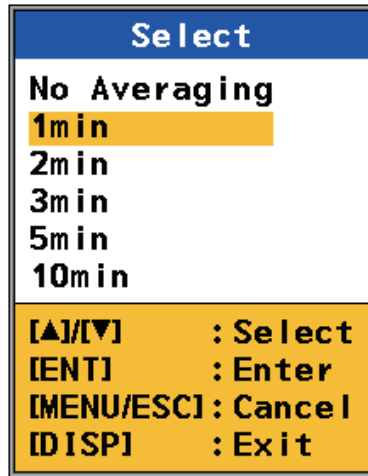 Select
No Averaging
1min
2min
3min
5min
10min
[▲]/[▼] :Select
[ENT] :Enter
[MENU/ESC]:Cancel
[DISP] :Exit